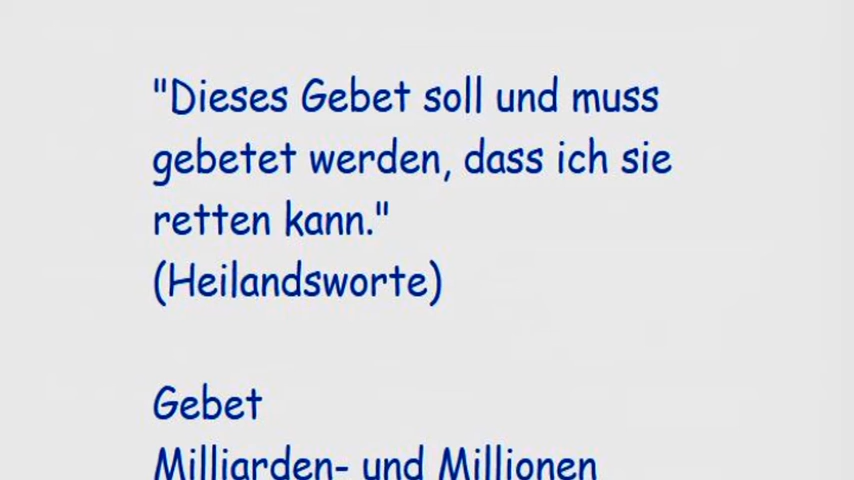 "Dieses Gebet soll und muss
gebetet werden, dass ich sie
retten kann."
(Heilandsworte)
Gebet
Milliarden- und Millionen